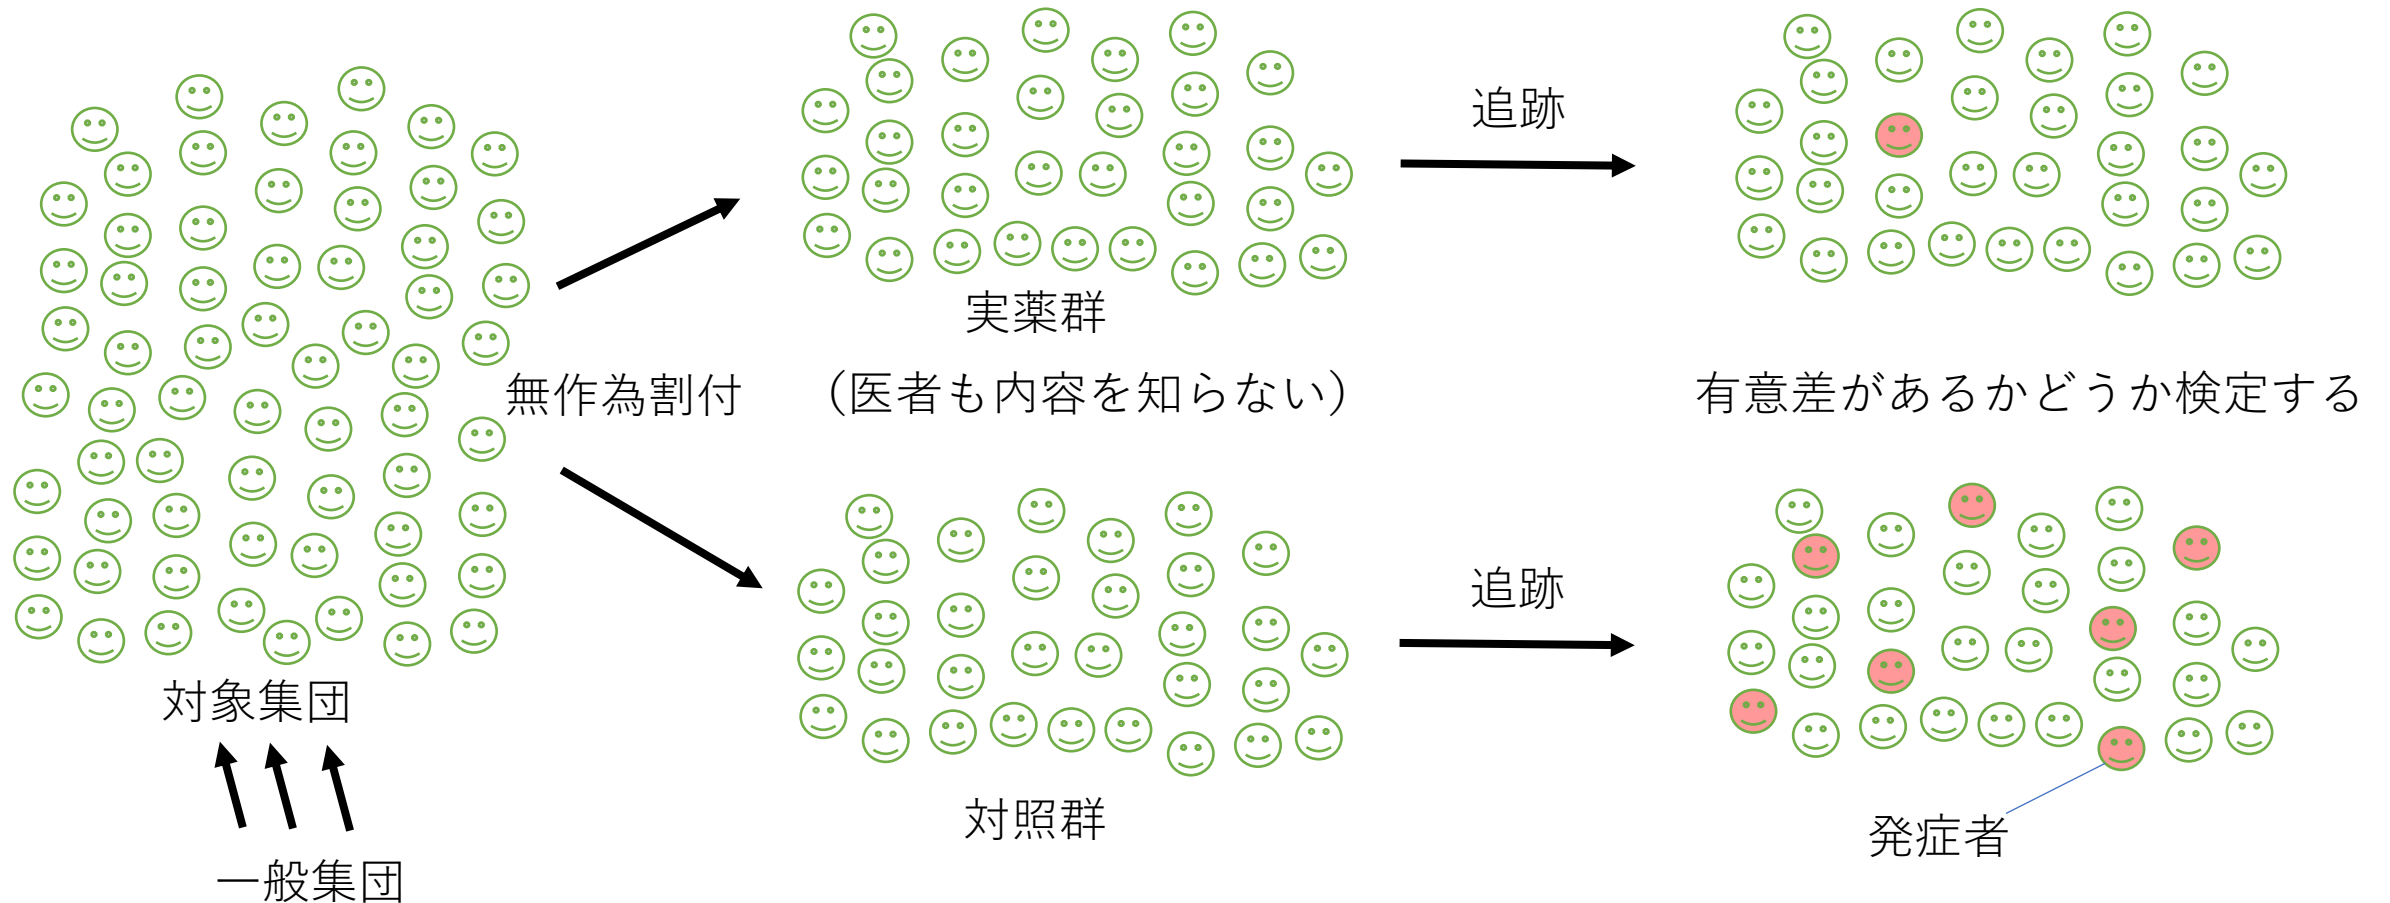 対象集団
一般集団
無作為割付
実薬群
（医者も内容を知らない）
対照群
追跡
追跡
有意差があるかどうか検定する
発症者